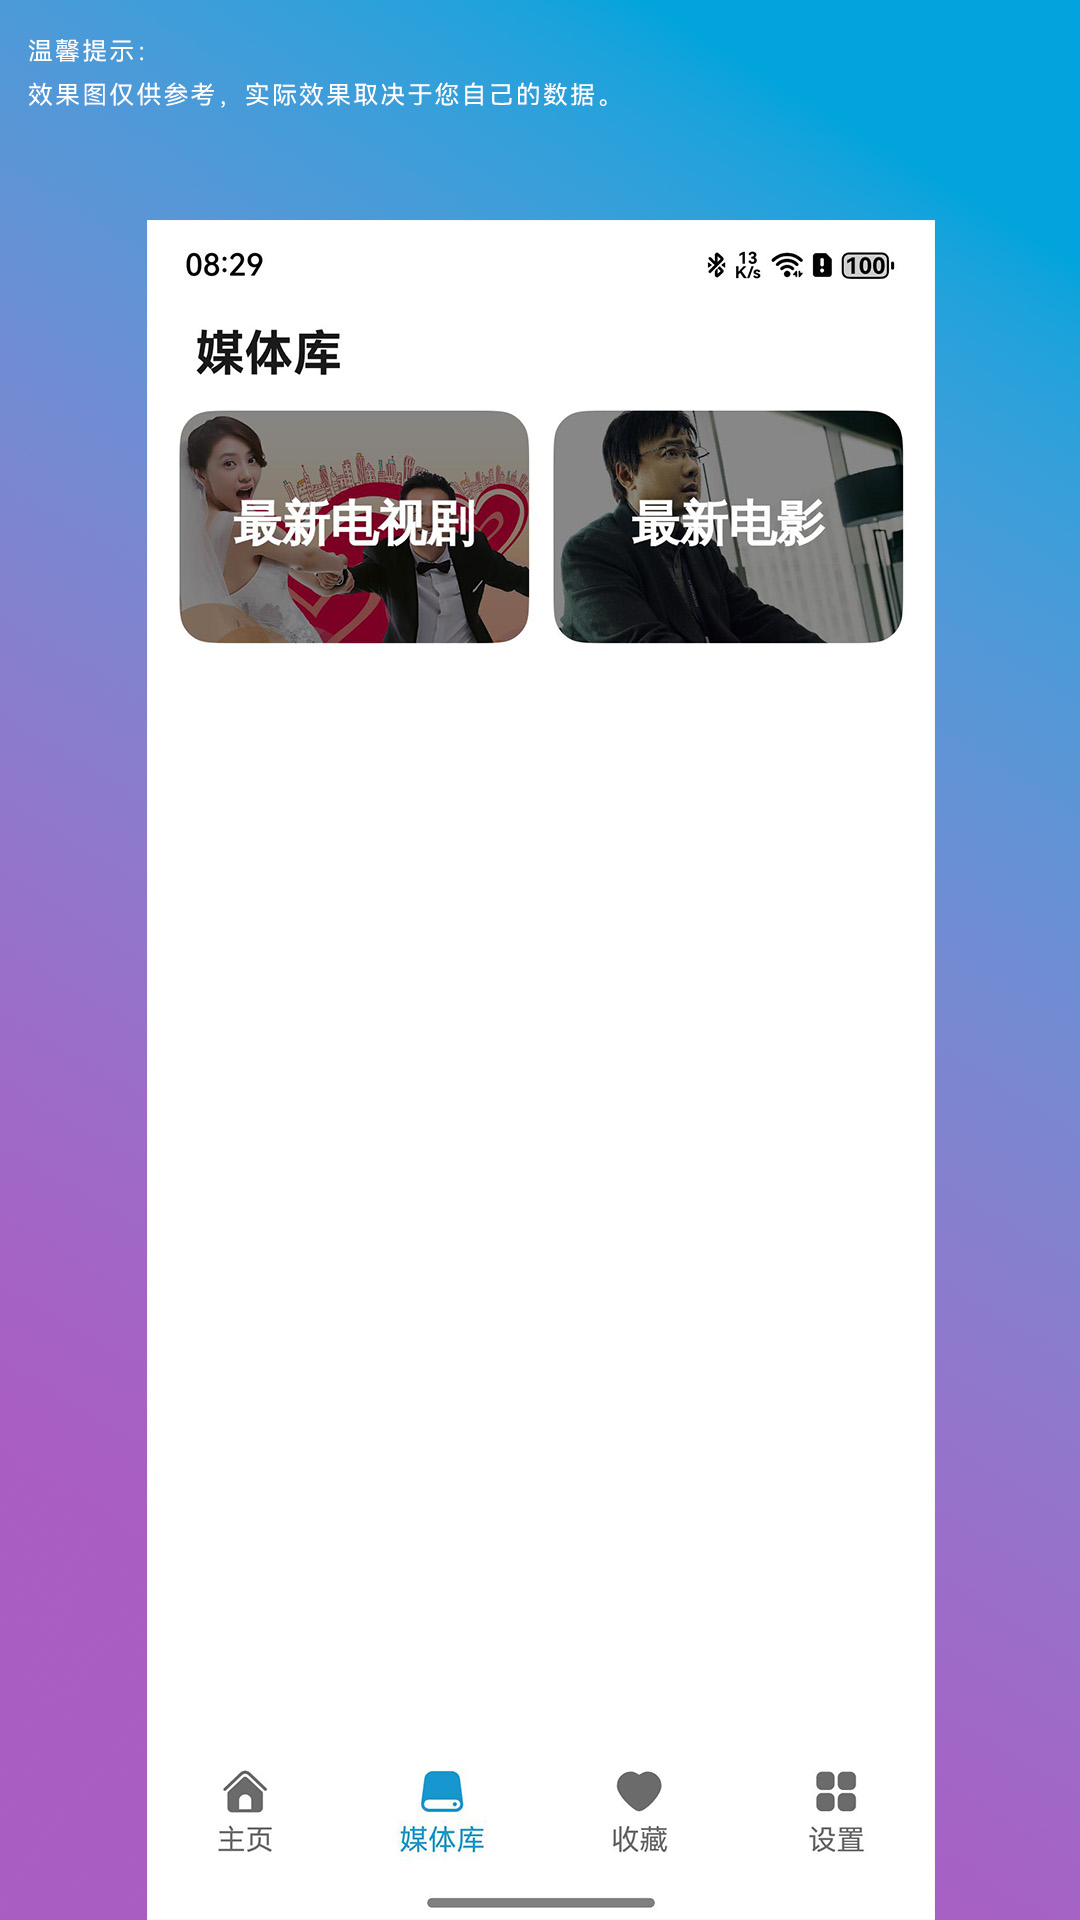 温馨提示：
效果图仅供参考，实际效果取决于您自己的数据。
08:29
13
K/s
100
媒体库
最新电视剧
最新电影
主页
媒体库
收藏
设置